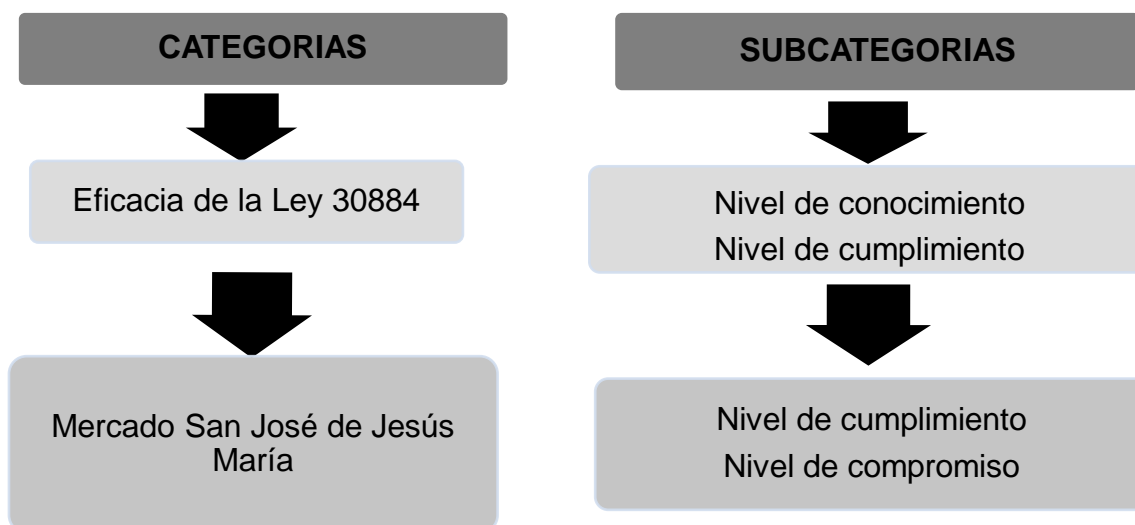 CATEGORIAS
Eficacia de la Ley 30884
Mercado San José de Jesús
María
SUBCATEGORIAS
Nivel de conocimiento
Nivel de cumplimiento
Nivel de cumplimiento
Nivel de compromiso